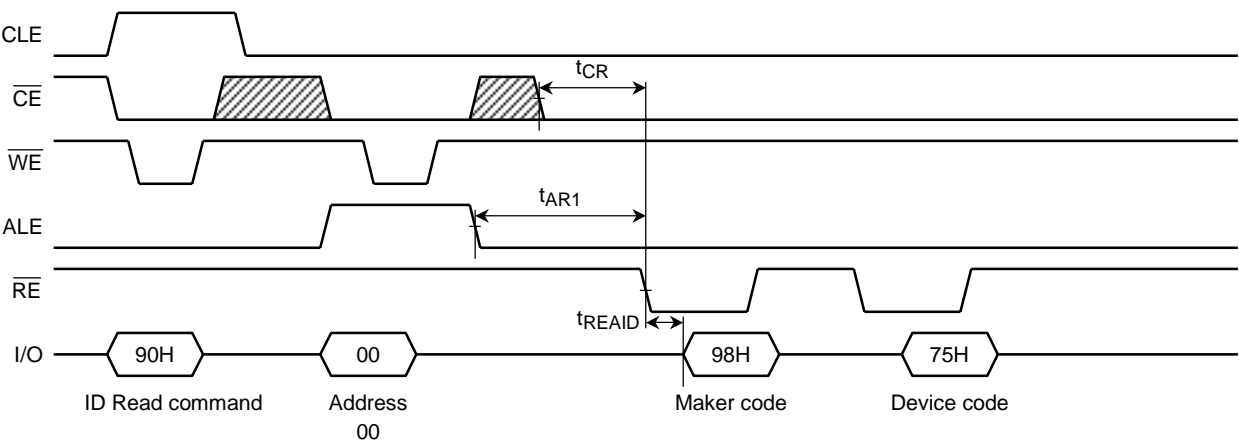 CLE
tCR
CE
WE
tAR1
ALE
RE
tREAID
I/O 90H 00 98H 75H
ID Read command Address Maker code Device code
00